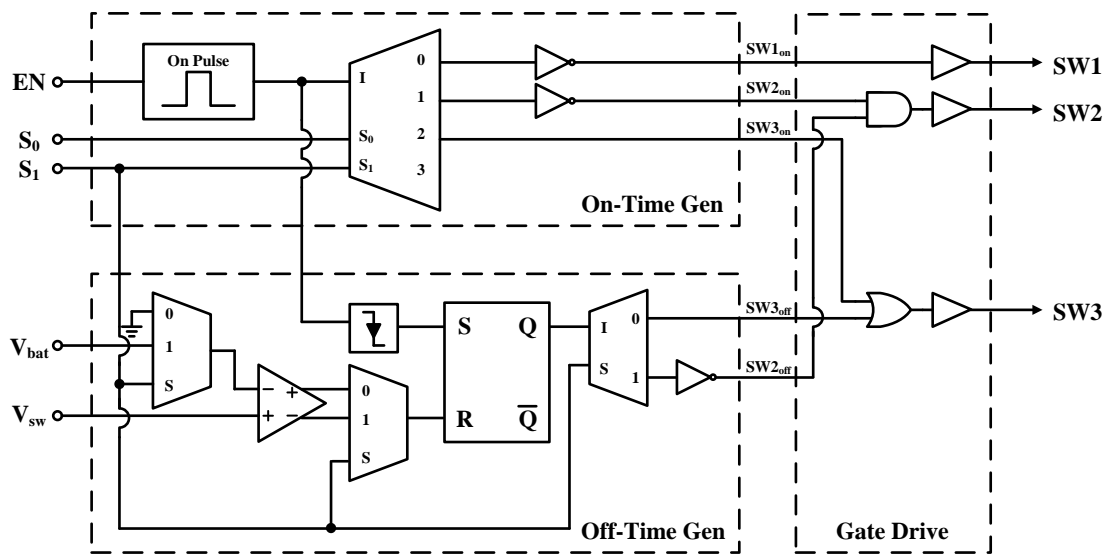 On Pulse
EN
S0
S1
I
S0
S1
0
1
2
3
SW1on
SW2on
SW3on
SW1
SW2
On-Time Gen
Vbat
Vsw
0
1
S
− +
+ −
0
1
S
S Q
R Q̅
I
S
0
1
SW3off
SW2off
SW3
Off-Time Gen
Gate Drive